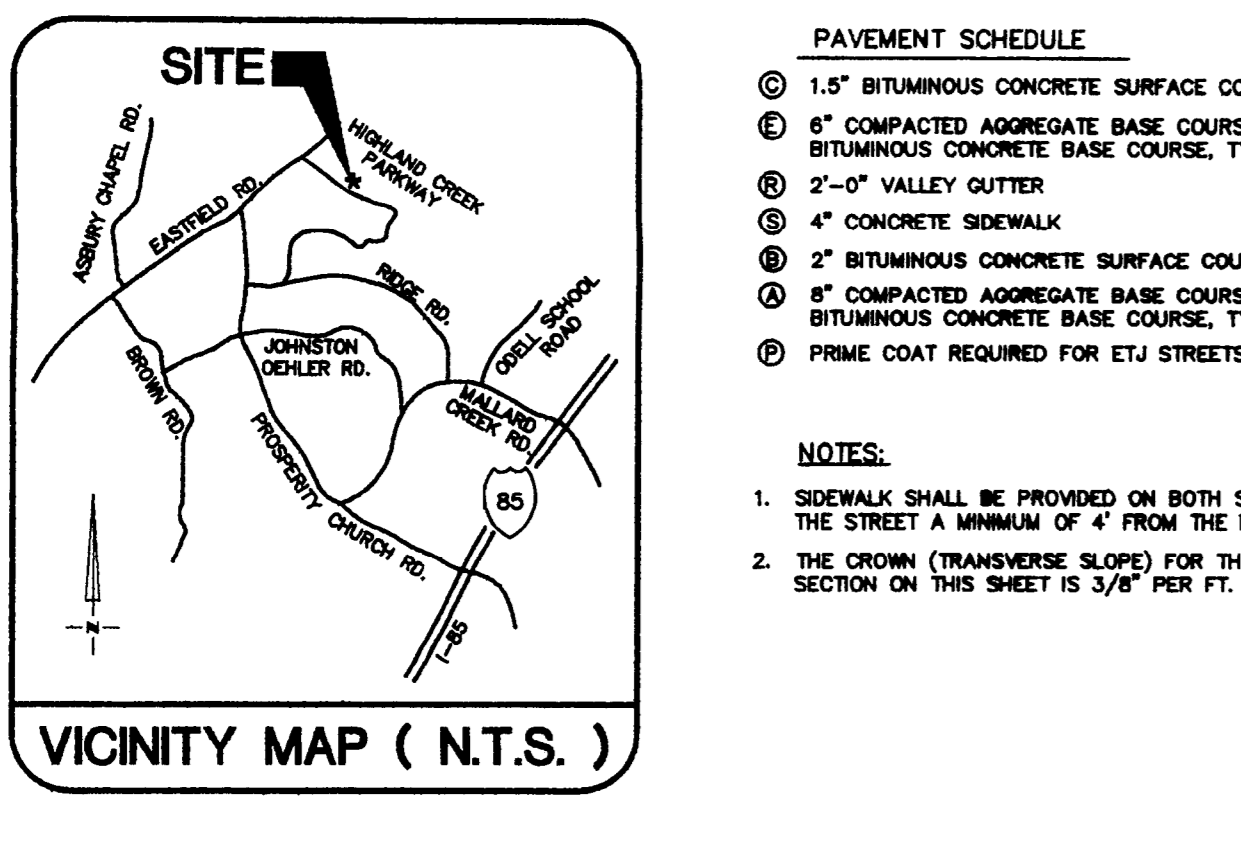 SITE
ASBURY CHAPEL RD.
EASTFIELD RD.
HIGHLAND CREEK
PARKWAY
RIDGE RD.
ODELL SCHOOL
ROAD
JOHNSTON
OEHLER RD.
BROWN RD.
MALLARD
CREEK RD.
PROSPERITY CHURCH RD.
85
I-85
N
VICINITY MAP ( N.T.S. )
PAVEMENT SCHEDULE
C 1.5" BITUMINOUS CONCRETE SURFACE CO
E 6" COMPACTED AGGREGATE BASE COURS
BITUMINOUS CONCRETE BASE COURSE, T
R 2'-0" VALLEY GUTTER
S 4" CONCRETE SIDEWALK
B 2" BITUMINOUS CONCRETE SURFACE COU
A 8" COMPACTED AGGREGATE BASE COURS
BITUMINOUS CONCRETE BASE COURSE, T
P PRIME COAT REQUIRED FOR ETJ STREETS
NOTES:
1. SIDEWALK SHALL BE PROVIDED ON BOTH S
THE STREET A MINIMUM OF 4' FROM THE
2. THE CROWN (TRANSVERSE SLOPE) FOR TH
SECTION ON THIS SHEET IS 3/8" PER FT.